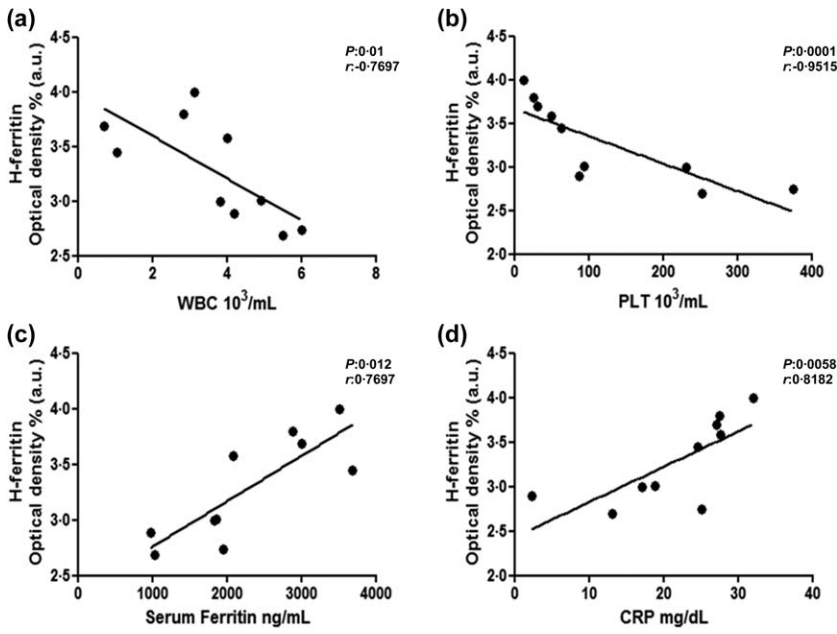 (a)
P:0·01
r:-0·7697
H-ferritin
Optical density % (a.u.)
4·5
4·0
3·5
3·0
2·5
0
2
4
6
8
WBC 10³/mL
(b)
P:0·0001
r:-0·9515
H-ferritin
Optical density % (a.u.)
4·5
4·0
3·5
3·0
2·5
2·0
0
100
200
300
400
PLT 10³/mL
(c)
P:0·012
r:0·7697
H-ferritin
Optical density % (a.u.)
4·5
4·0
3·5
3·0
2·5
0
1000
2000
3000
4000
Serum Ferritin ng/mL
(d)
P:0·0058
r:0·8182
H-ferritin
Optical density % (a.u.)
4·5
4·0
3·5
3·0
2·5
2·0
0
10
20
30
40
CRP mg/dL